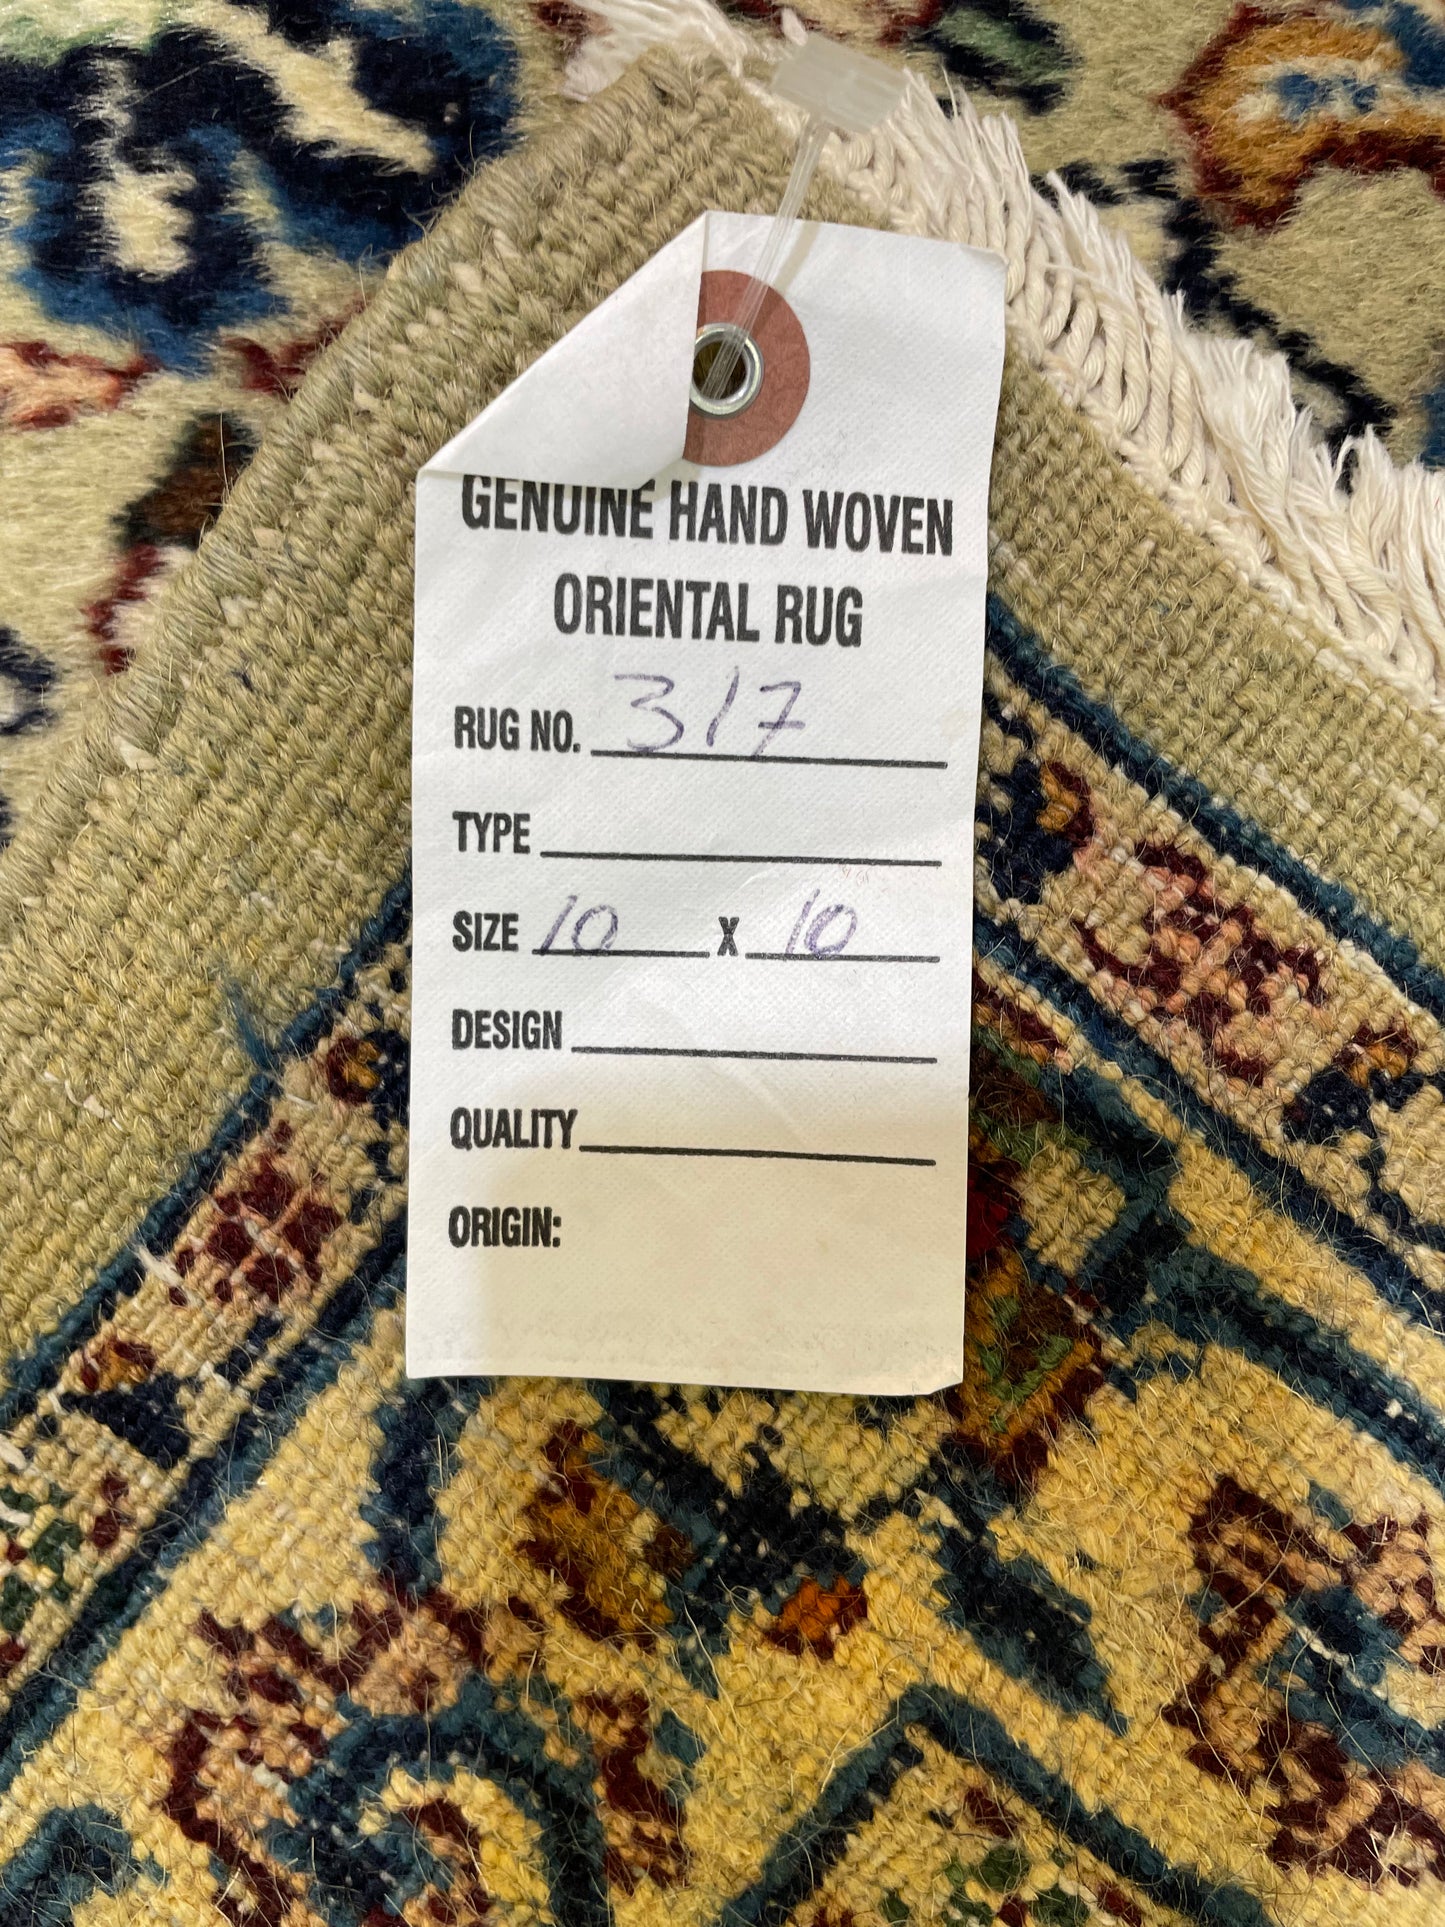 GENUINE HAND WOVEN
ORIENTAL RUG
RUG NO. 317
TYPE
SIZE 10 X 10
DESIGN
QUALITY
ORIGIN: